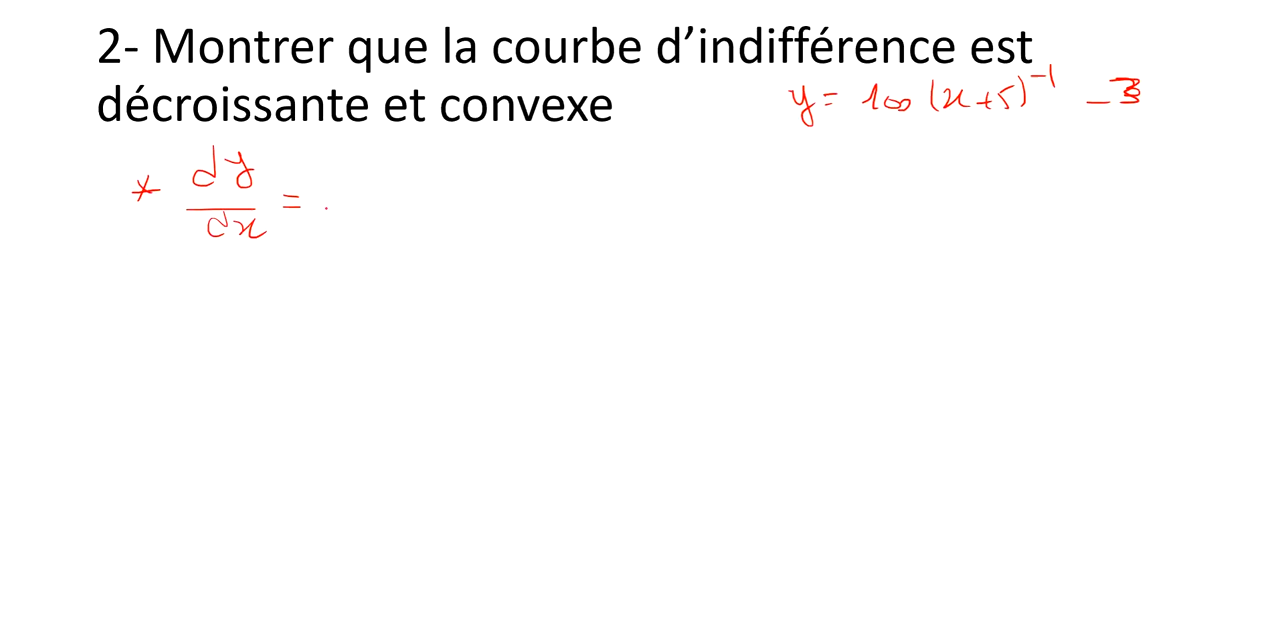 2- Montrer que la courbe d’indifférence est
décroissante et convexe
y = 100 (x+5)^-1 - 3
* dy/dx = .